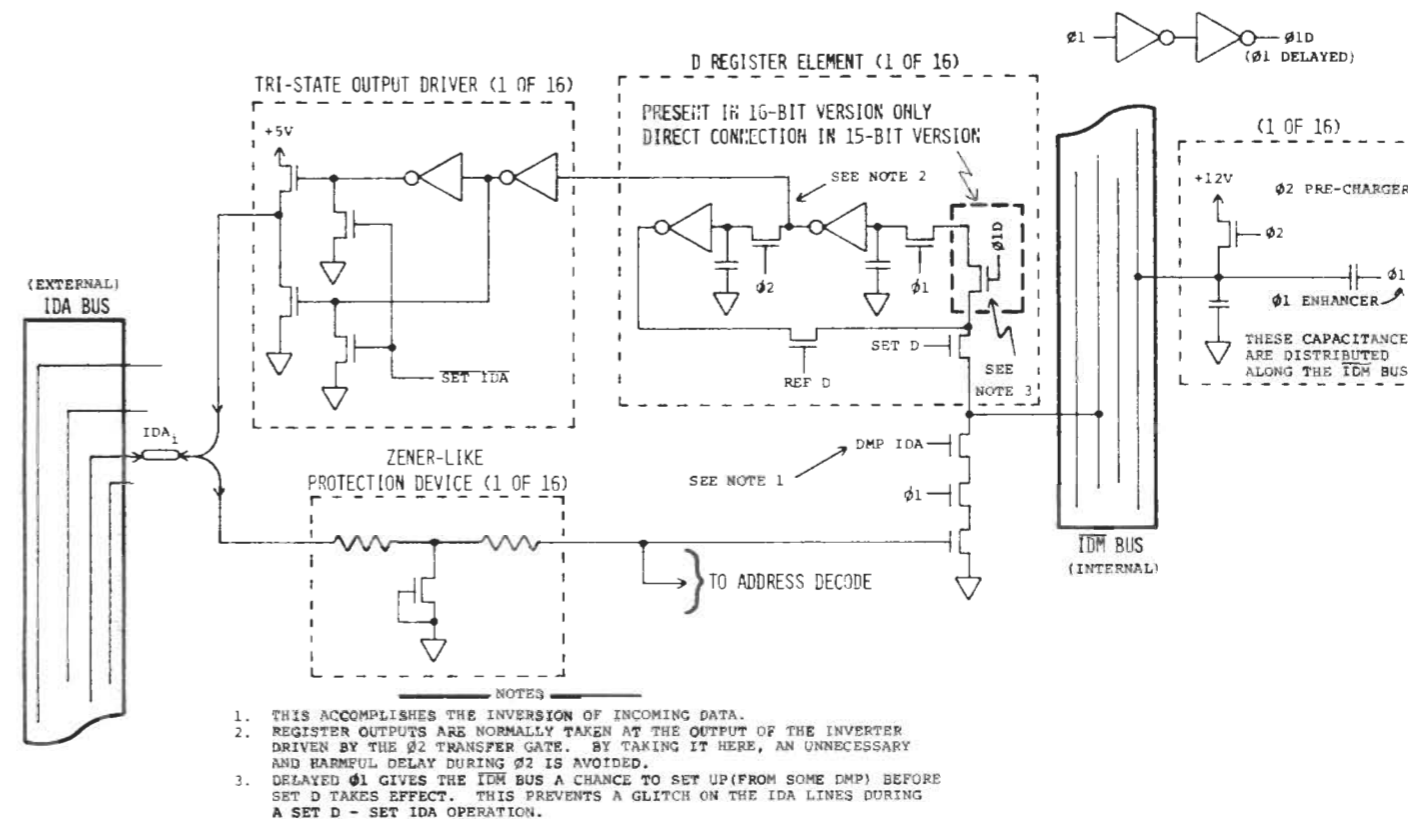 ø1
ø1D
(ø1 DELAYED)
D REGISTER ELEMENT (1 OF 16)
TRI-STATE OUTPUT DRIVER (1 OF 16)
PRESENT IN 16-BIT VERSION ONLY
DIRECT CONNECTION IN 15-BIT VERSION
(1 OF 16)
+5V
SEE NOTE 2
+12V
ø2 PRE-CHARGER
ø1D
ø2
ø2
ø1
(EXTERNAL)
IDA BUS
ø1
ø1 ENHANCER
SET D
SEE
NOTE 3
THESE CAPACITANCE
ARE DISTRIBUTED
ALONG THE I̅D̅M̅ BUS
S̅E̅T̅ I̅D̅A̅
REF D
IDAi
ZENER-LIKE
PROTECTION DEVICE (1 OF 16)
DMP IDA
SEE NOTE 1
ø1
I̅D̅M̅ BUS
(INTERNAL)
TO ADDRESS DECODE
NOTES
1. THIS ACCOMPLISHES THE INVERSION OF INCOMING DATA.
2. REGISTER OUTPUTS ARE NORMALLY TAKEN AT THE OUTPUT OF THE INVERTER
DRIVEN BY THE ø2 TRANSFER GATE. BY TAKING IT HERE, AN UNNECESSARY
AND HARMFUL DELAY DURING ø2 IS AVOIDED.
3. DELAYED ø1 GIVES THE I̅D̅M̅ BUS A CHANCE TO SET UP(FROM SOME DMP) BEFORE
SET D TAKES EFFECT. THIS PREVENTS A GLITCH ON THE IDA LINES DURING
A SET D - SET IDA OPERATION.